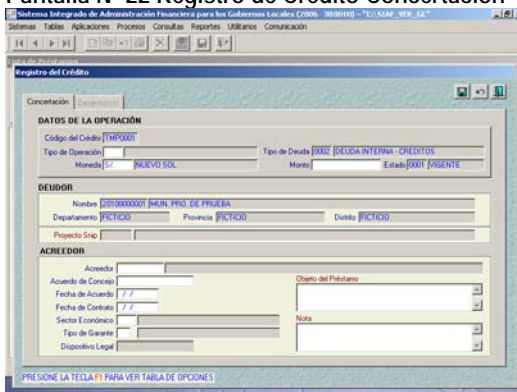 Pantalla N° 22 Registro de Crédito Concertación
Sistema Integrado de Administración Financiera para los Gobiernos Locales (2006 -
Sistemas Tablas Aplicaciones Procesos Consultas Reportes Utilitarios Comunicación
Registro del Crédito
Concertación Desembolso
DATOS DE LA OPERACIÓN
Código del Crédito TMP0001
Tipo de Operación Tipo de Deuda 0002 DEUDA INTERNA - CREDITOS
Moneda S/. NUEVO SOL Monto Estado 0001 VIGENTE
DEUDOR
Nombre 20100000001 MUN. PRO. DE PRUEBA
Departamento FICTICIO Provincia FICTICIO Distrito FICTICIO
Proyecto Snip
ACREEDOR
Acreedor
Acuerdo de Concejo Objeto del Préstamo
Fecha de Acuerdo / /
Fecha de Contrato / /
Sector Económico Nota
Tipo de Garante
Dispositivo Legal
PRESIONE LA TECLA F1 PARA VER TABLA DE OPCIONES